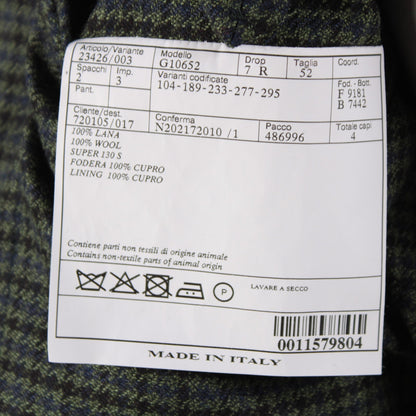 Articolo/Variante Modello Drop Taglia Coord.
23426/003 G10652 7 R 52
Spacchi Imp. Varianti codificate Fod. - Bott.
2 3 104-189-233-277-295 F 9181
Pant. B 7442
Cliente/dest. Conferma Pacco Totale capi
720105/017 N202172010 /1 486996 4
100% LANA
100% WOOL
SUPER 130 S
FODERA 100% CUPRO
LINING 100% CUPRO
Contiene parti non tessili di origine animale
Contains non-textile parts of animal origin
P LAVARE A SECCO
0011579804
MADE IN ITALY